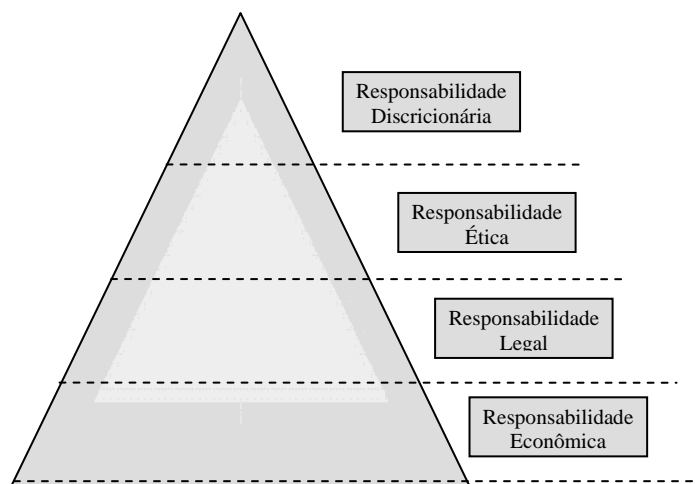 Responsabilidade
Discricionária
Responsabilidade
Ética
Responsabilidade
Legal
Responsabilidade
Econômica